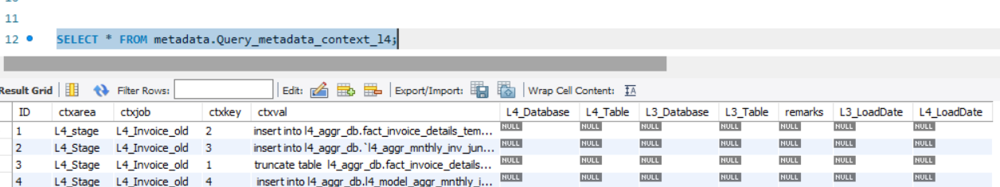 11
12 SELECT * FROM metadata.Query_metadata_context_l4;
Result Grid Filter Rows: Edit: Export/Import: Wrap Cell Content: IA
ID ctxarea ctxjob ctxkey ctxval L4_Database L4_Table L3_Database L3_Table remarks L3_LoadDate L4_LoadDate
1 L4_stage L4_Invoice_old 2 insert into l4_aggr_db.fact_invoice_details_tem... NULL NULL NULL NULL NULL NULL NULL
2 L4_Stage L4_Invoice_old 3 insert into l4_aggr_db.`l4_aggr_mnthly_inv_jun... NULL NULL NULL NULL NULL NULL NULL
3 L4_Stage L4_Invoice_old 1 truncate table l4_aggr_db.fact_invoice_details... NULL NULL NULL NULL NULL NULL NULL
4 L4_Stage L4_Invoice_old 4 insert into l4_aggr_db.l4_model_aggr_mnthly_i... NULL NULL NULL NULL NULL NULL NULL